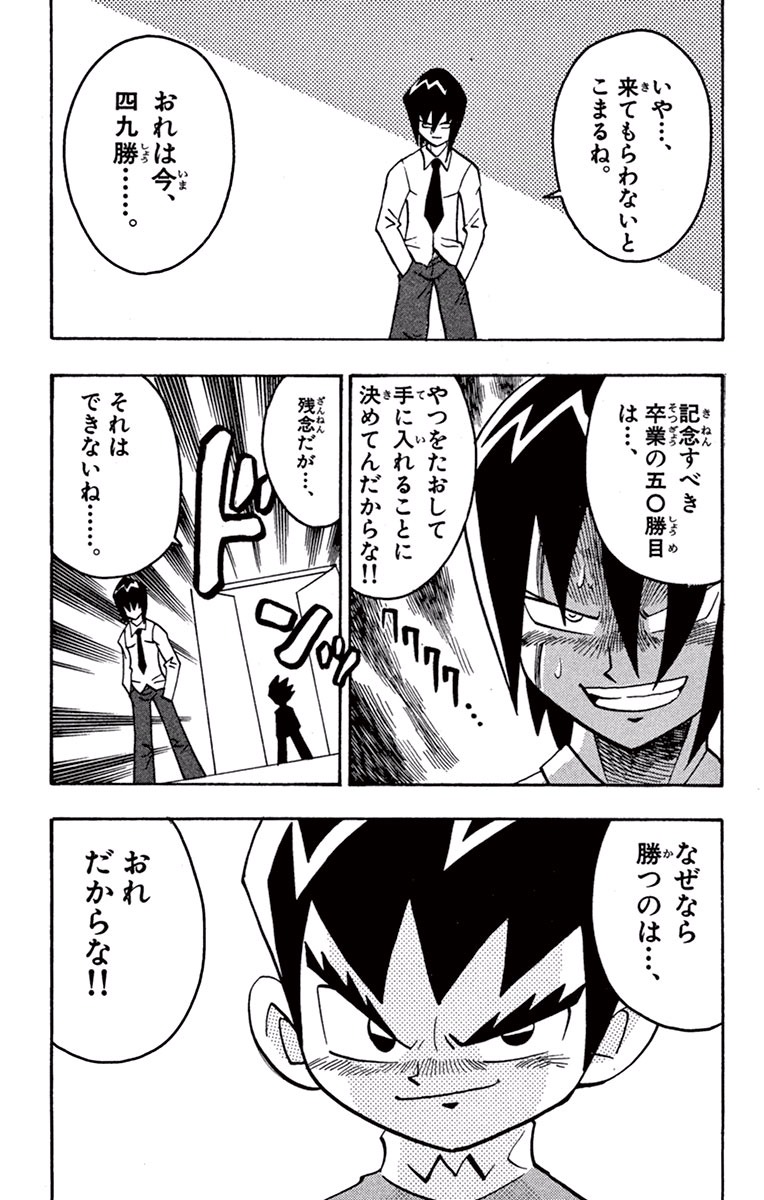 いや…、
来てもらわないと
こまるね。
おれは今、
四九勝……。
記念すべき
卒業の五〇勝目
は…、
やつをたおして
手に入れることに
決めてんだからな!!
ククククッ…
残念だが…、
それは
できないね……。
ドンッ
なぜなら
勝つのは…、
おれ
だからな!!